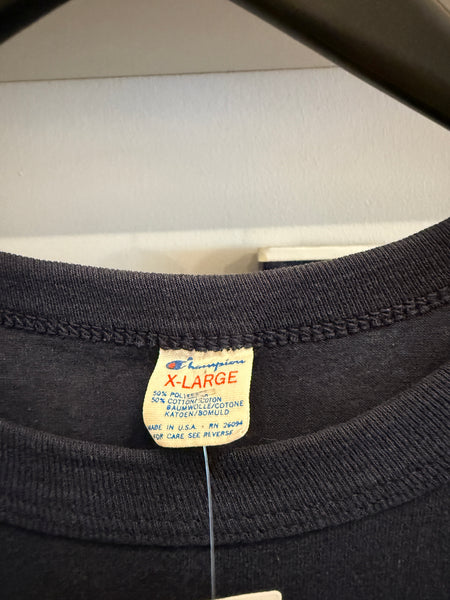 Champion
X-LARGE
50% POLYESTER
50% COTTON/COTON
BAUMWOLLE/COTONE
KATOEN/BOMULD
MADE IN U.S.A. - RN 26094
FOR CARE SEE REVERSE